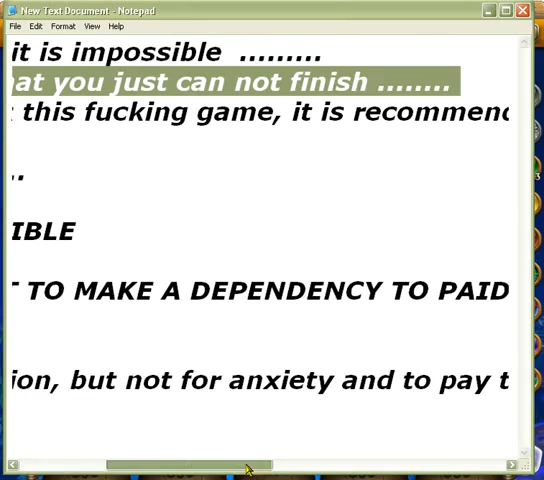 New Text Document - Notepad
File Edit Format View Help
it is impossible .........
at you just can not finish ........
this fucking game, it is recommend
..
IBLE
TO MAKE A DEPENDENCY TO PAID
ion, but not for anxiety and to pay t